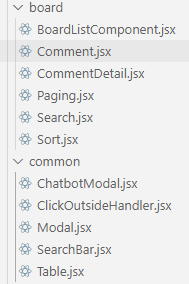 board
BoardListComponent.jsx
Comment.jsx
CommentDetail.jsx
Paging.jsx
Search.jsx
Sort.jsx
common
ChatbotModal.jsx
ClickOutsideHandler.jsx
Modal.jsx
SearchBar.jsx
Table.jsx